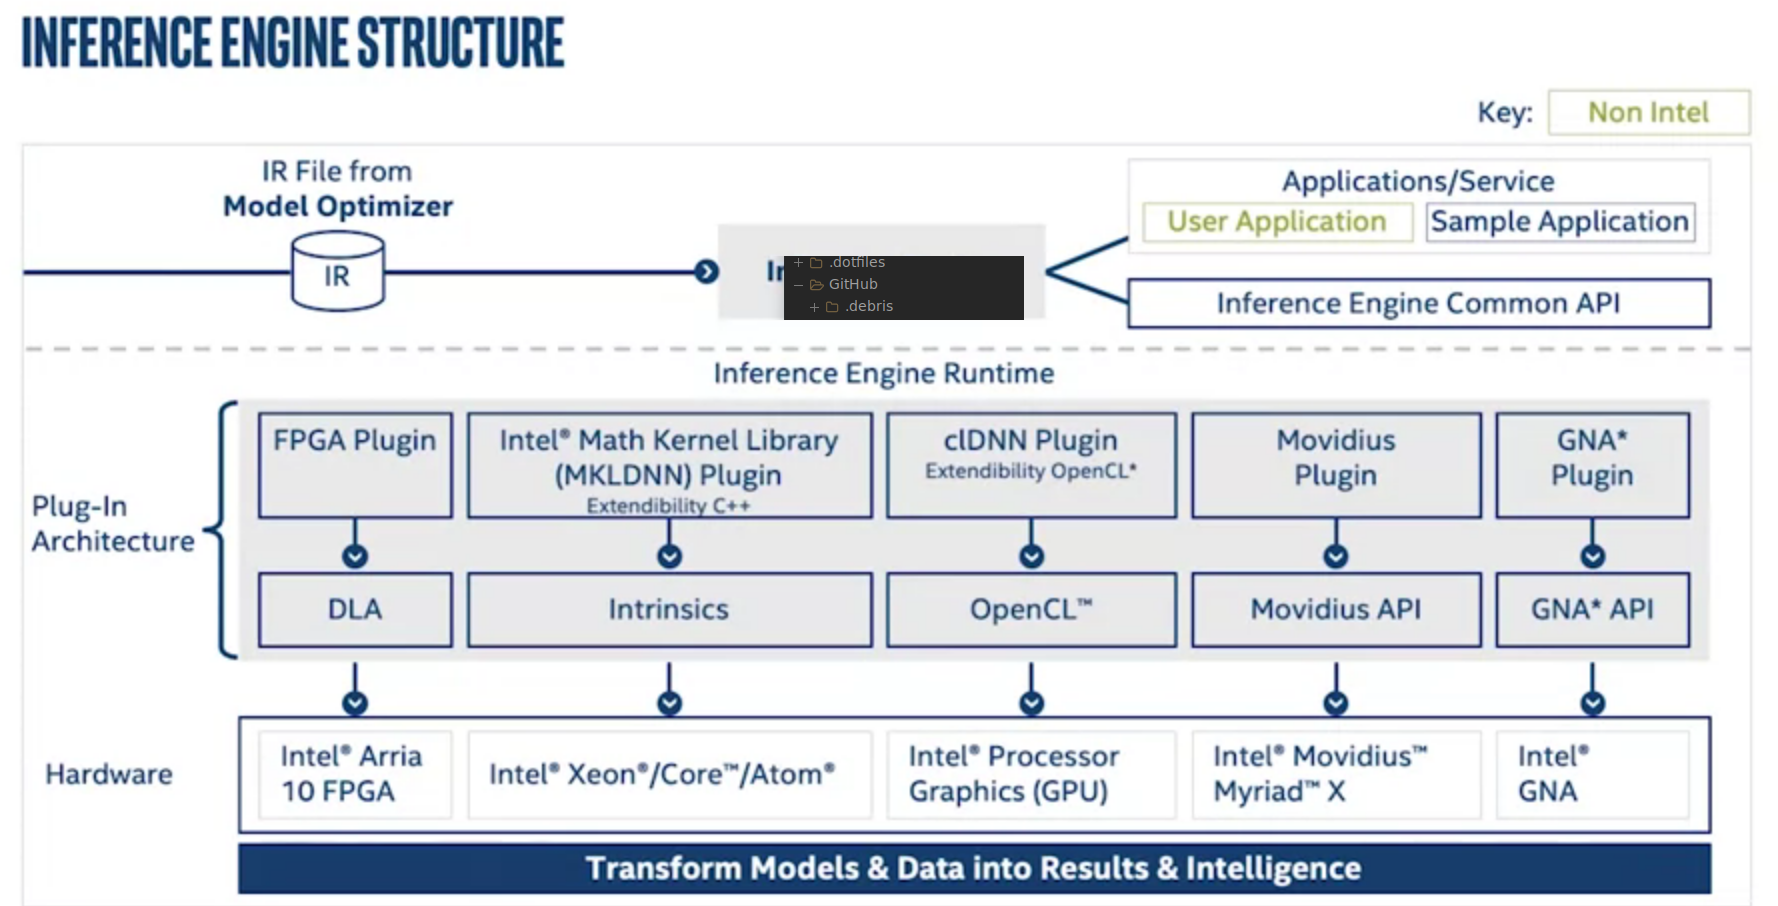 INFERENCE ENGINE STRUCTURE
Key: Non Intel
IR File from
Model Optimizer
IR
.dotfiles
GitHub
.debris
Applications/Service
User Application
Sample Application
Inference Engine Common API
Inference Engine Runtime
Plug-In
Architecture
FPGA Plugin
Intel® Math Kernel Library
(MKLDNN) Plugin
Extendibility C++
clDNN Plugin
Extendibility OpenCL*
Movidius
Plugin
GNA*
Plugin
DLA
Intrinsics
OpenCL™
Movidius API
GNA* API
Hardware
Intel® Arria
10 FPGA
Intel® Xeon®/Core™/Atom®
Intel® Processor
Graphics (GPU)
Intel® Movidius™
Myriad™ X
Intel®
GNA
Transform Models & Data into Results & Intelligence